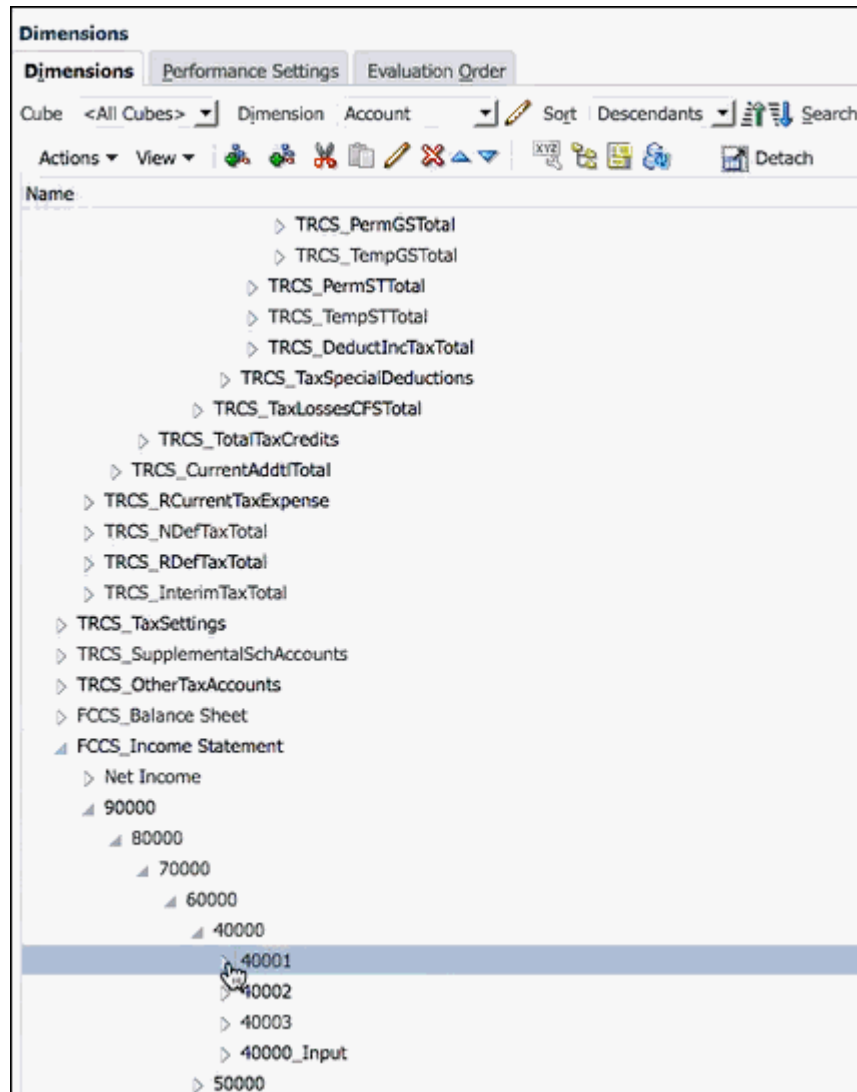 Dimensions
Dimensions Performance Settings Evaluation Order
Cube <All Cubes> Dimension Account Sort Descendants Search
Actions View XYZ Detach
Name
TRCS_PermGSTotal
TRCS_TempGSTotal
TRCS_PermSTTotal
TRCS_TempSTTotal
TRCS_DeductIncTaxTotal
TRCS_TaxSpecialDeductions
TRCS_TaxLossesCFSTotal
TRCS_TotalTaxCredits
TRCS_CurrentAddtlTotal
TRCS_RCurrentTaxExpense
TRCS_NDefTaxTotal
TRCS_RDefTaxTotal
TRCS_InterimTaxTotal
TRCS_TaxSettings
TRCS_SupplementalSchAccounts
TRCS_OtherTaxAccounts
FCCS_Balance Sheet
FCCS_Income Statement
Net Income
90000
80000
70000
60000
40000
40001
40002
40003
40000_Input
50000